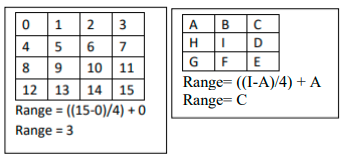 0 1 2 3
4 5 6 7
8 9 10 11
12 13 14 15
Range = ((15-0)/4) + 0
Range = 3
A B C
H I D
G F E
Range= ((I-A)/4) + A
Range= C